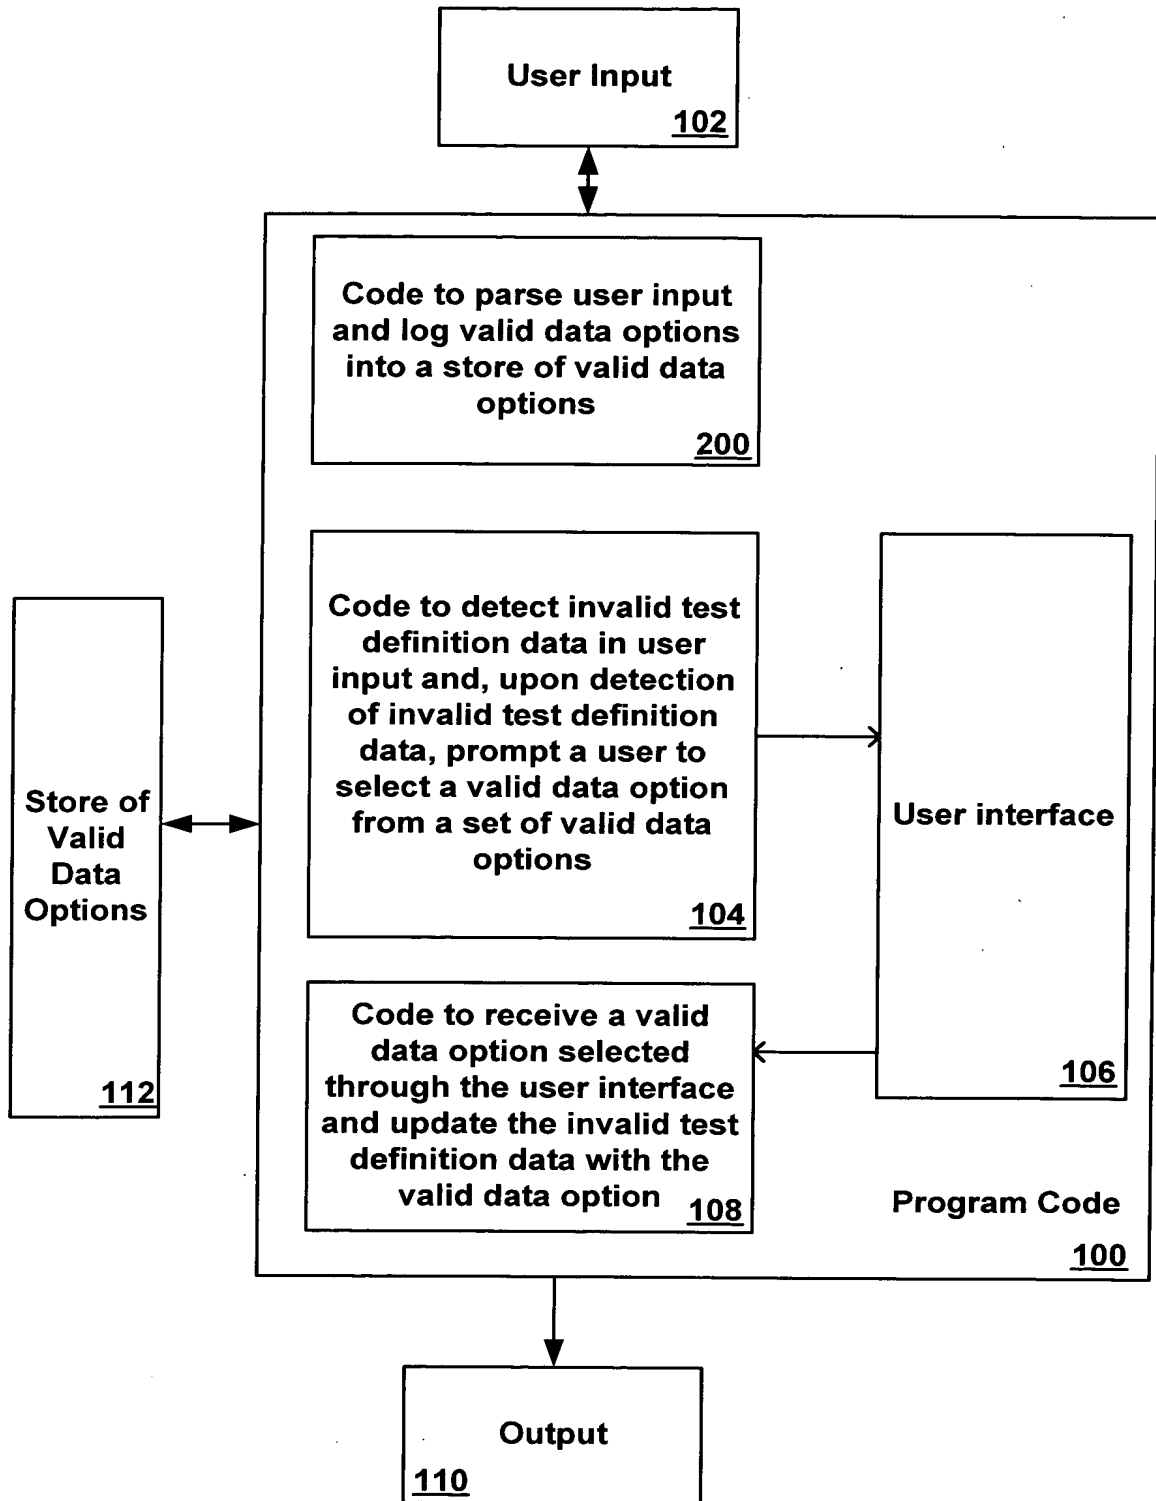 User Input
102
Code to parse user input
and log valid data options
into a store of valid data
options
200
Code to detect invalid test
definition data in user
input and, upon detection
of invalid test definition
data, prompt a user to
select a valid data option
from a set of valid data
options
104
User interface
106
Store of
Valid
Data
Options
112
Code to receive a valid
data option selected
through the user interface
and update the invalid test
definition data with the
valid data option
108
Program Code
100
Output
110